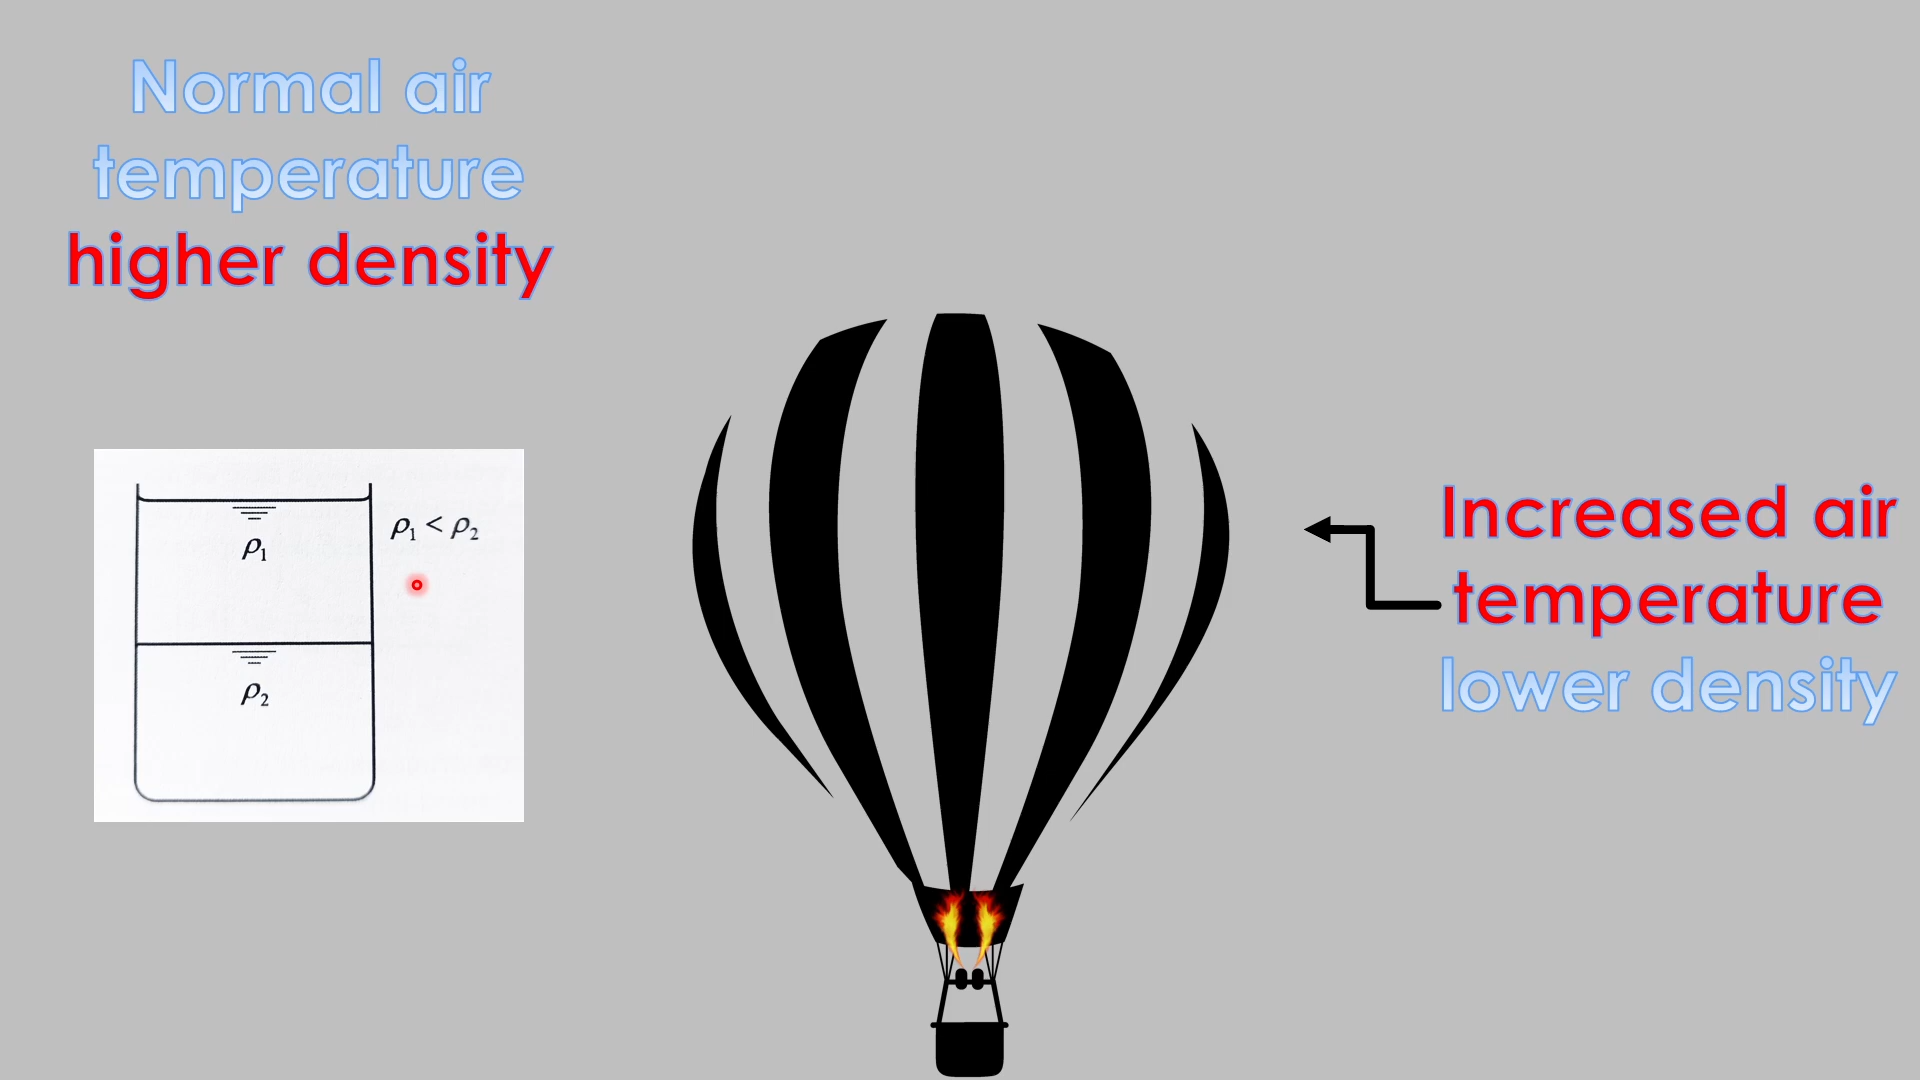 Normal air
temperature
higher density
ρ₁
ρ₁ < ρ₂
ρ₂
Increased air
temperature
lower density